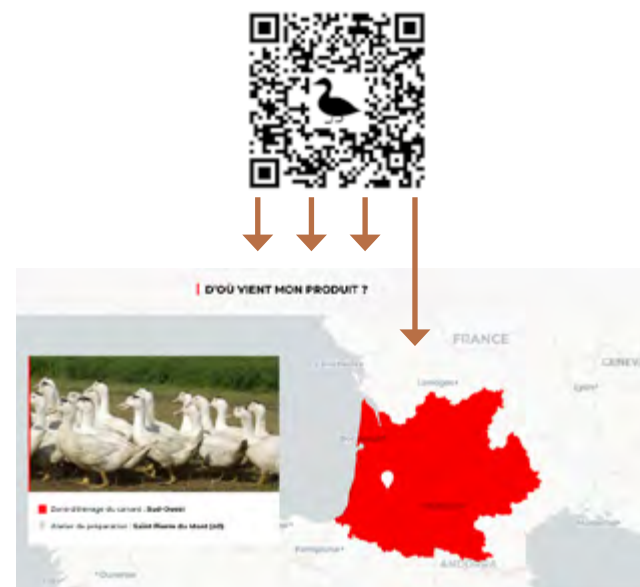 D'OÙ VIENT MON PRODUIT ?
FRANCE
GENEV
Limoges
Lyon
Zone d'élevage du canard : Sud-Ouest
Atelier de préparation : Saint Pierre du Mont (40)
Pamplona
ANDORRA